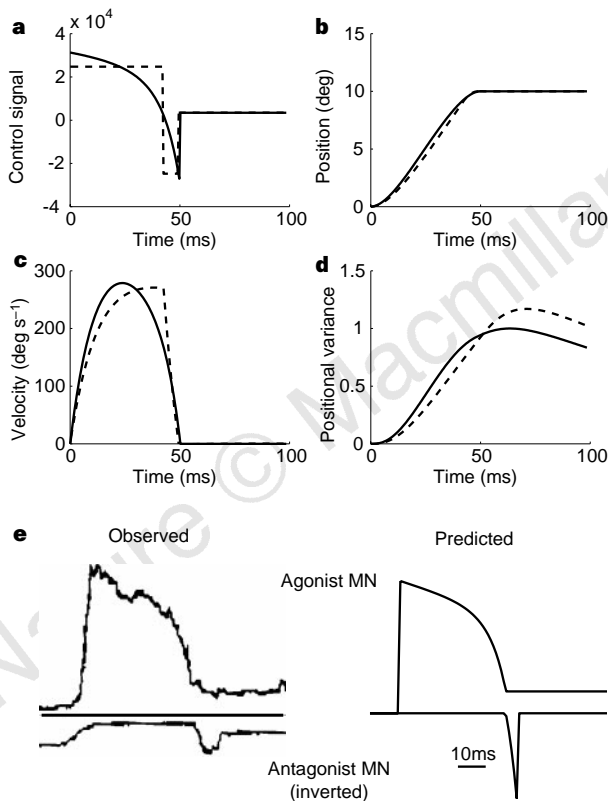 a
x 10⁴
4
2
0
-2
-4
Control signal
0
50
100
Time (ms)
b
15
10
5
0
Position (deg)
0
50
100
Time (ms)
c
300
200
100
0
Velocity (deg s⁻¹)
0
50
100
Time (ms)
d
1.5
1
0.5
0
Positional variance
0
50
100
Time (ms)
e
Observed
Predicted
Agonist MN
Antagonist MN
(inverted)
10ms
Nature © Macmillan